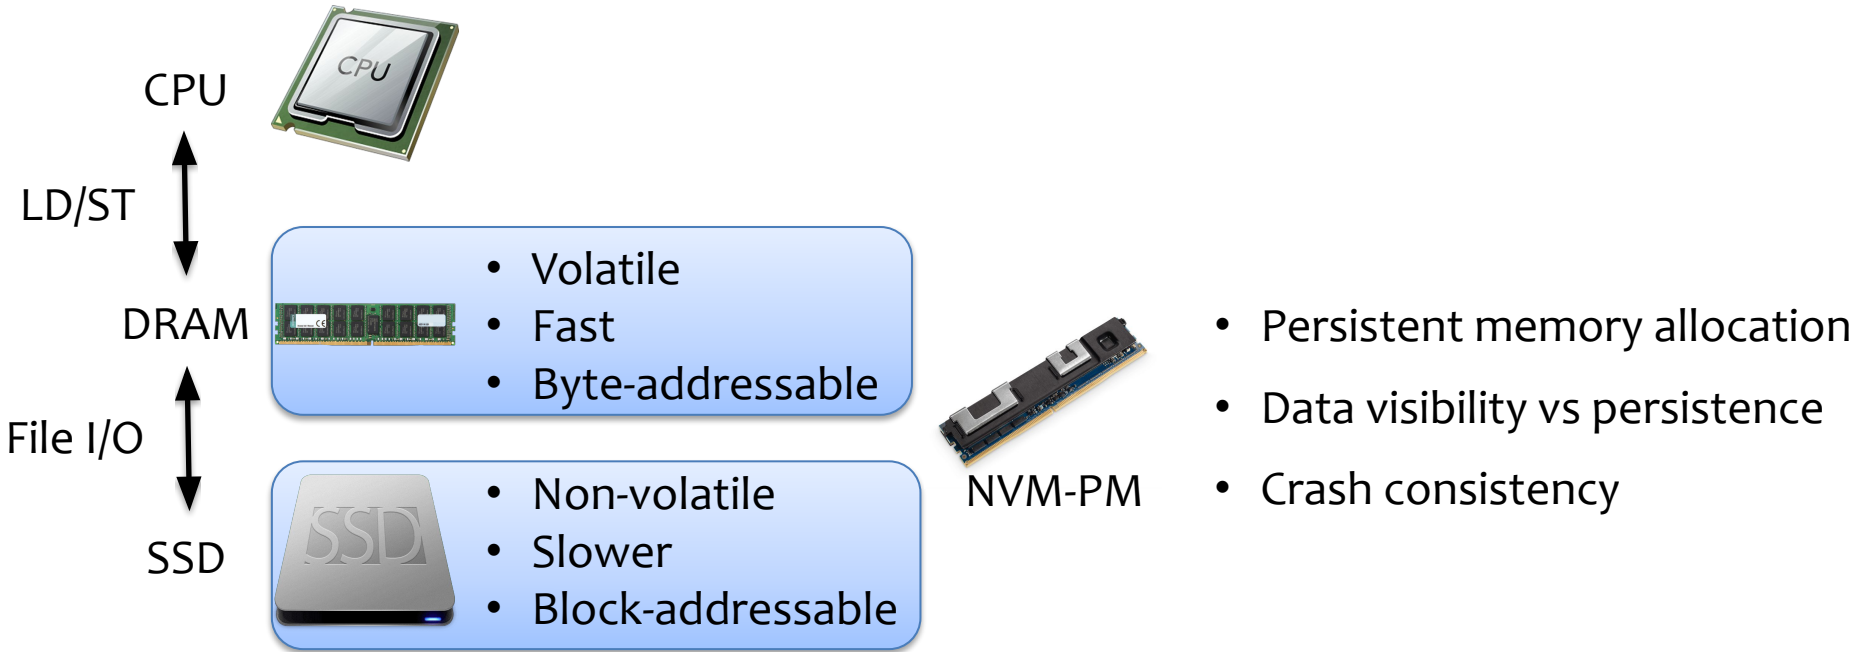 CPU
CPU
LD/ST
DRAM
• Volatile
• Fast
• Byte-addressable
File I/O
SSD
SSD
• Non-volatile
• Slower
• Block-addressable
NVM-PM
• Persistent memory allocation
• Data visibility vs persistence
• Crash consistency